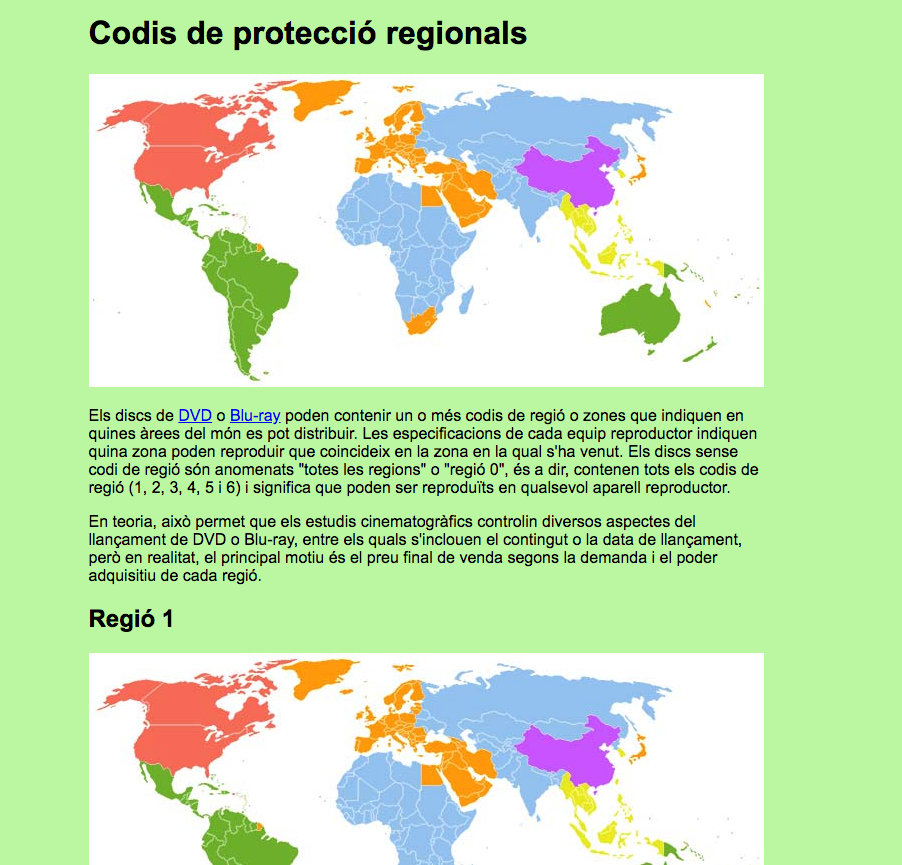 Codis de protecció regionals
Els discs de DVD o Blu-ray poden contenir un o més codis de regió o zones que indiquen en
quines àrees del món es pot distribuir. Les especificacions de cada equip reproductor indiquen
quina zona poden reproduir que coincideix en la zona en la qual s'ha venut. Els discs sense
codi de regió són anomenats "totes les regions" o "regió 0", és a dir, contenen tots els codis de
regió (1, 2, 3, 4, 5 i 6) i significa que poden ser reproduïts en qualsevol aparell reproductor.
En teoria, això permet que els estudis cinematogràfics controlin diversos aspectes del
llançament de DVD o Blu-ray, entre els quals s'inclouen el contingut o la data de llançament,
però en realitat, el principal motiu és el preu final de venda segons la demanda i el poder
adquisitiu de cada regió.
Regió 1